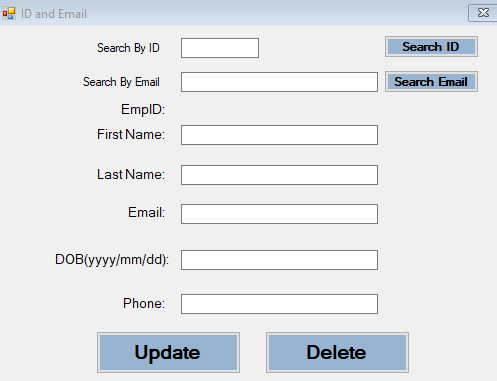 ID and Email
Search By ID Search ID
Search By Email Search Email
EmpID:
First Name:
Last Name:
Email:
DOB(yyyy/mm/dd):
Phone:
Update Delete